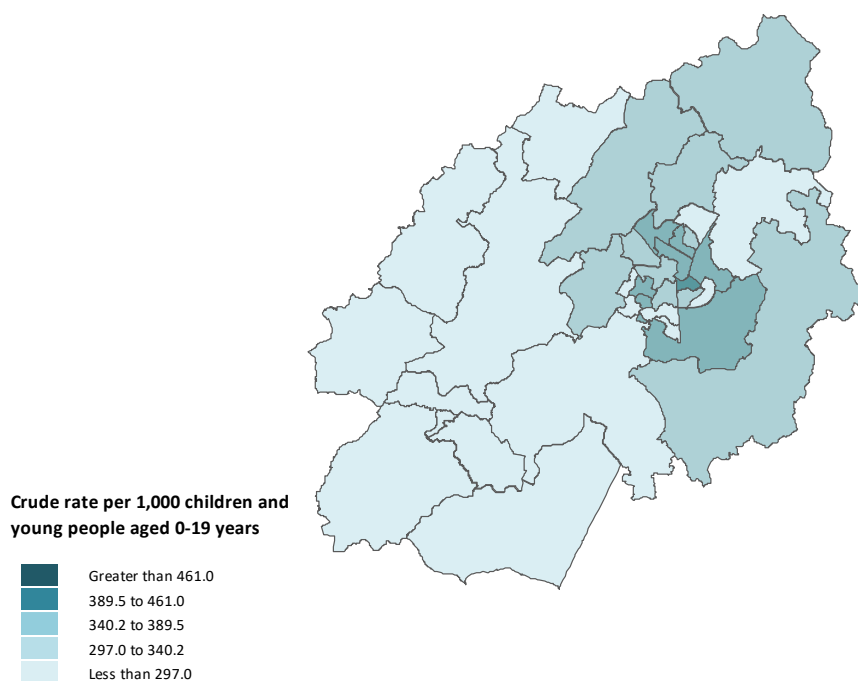 Crude rate per 1,000 children and
young people aged 0-19 years
Greater than 461.0
389.5 to 461.0
340.2 to 389.5
297.0 to 340.2
Less than 297.0